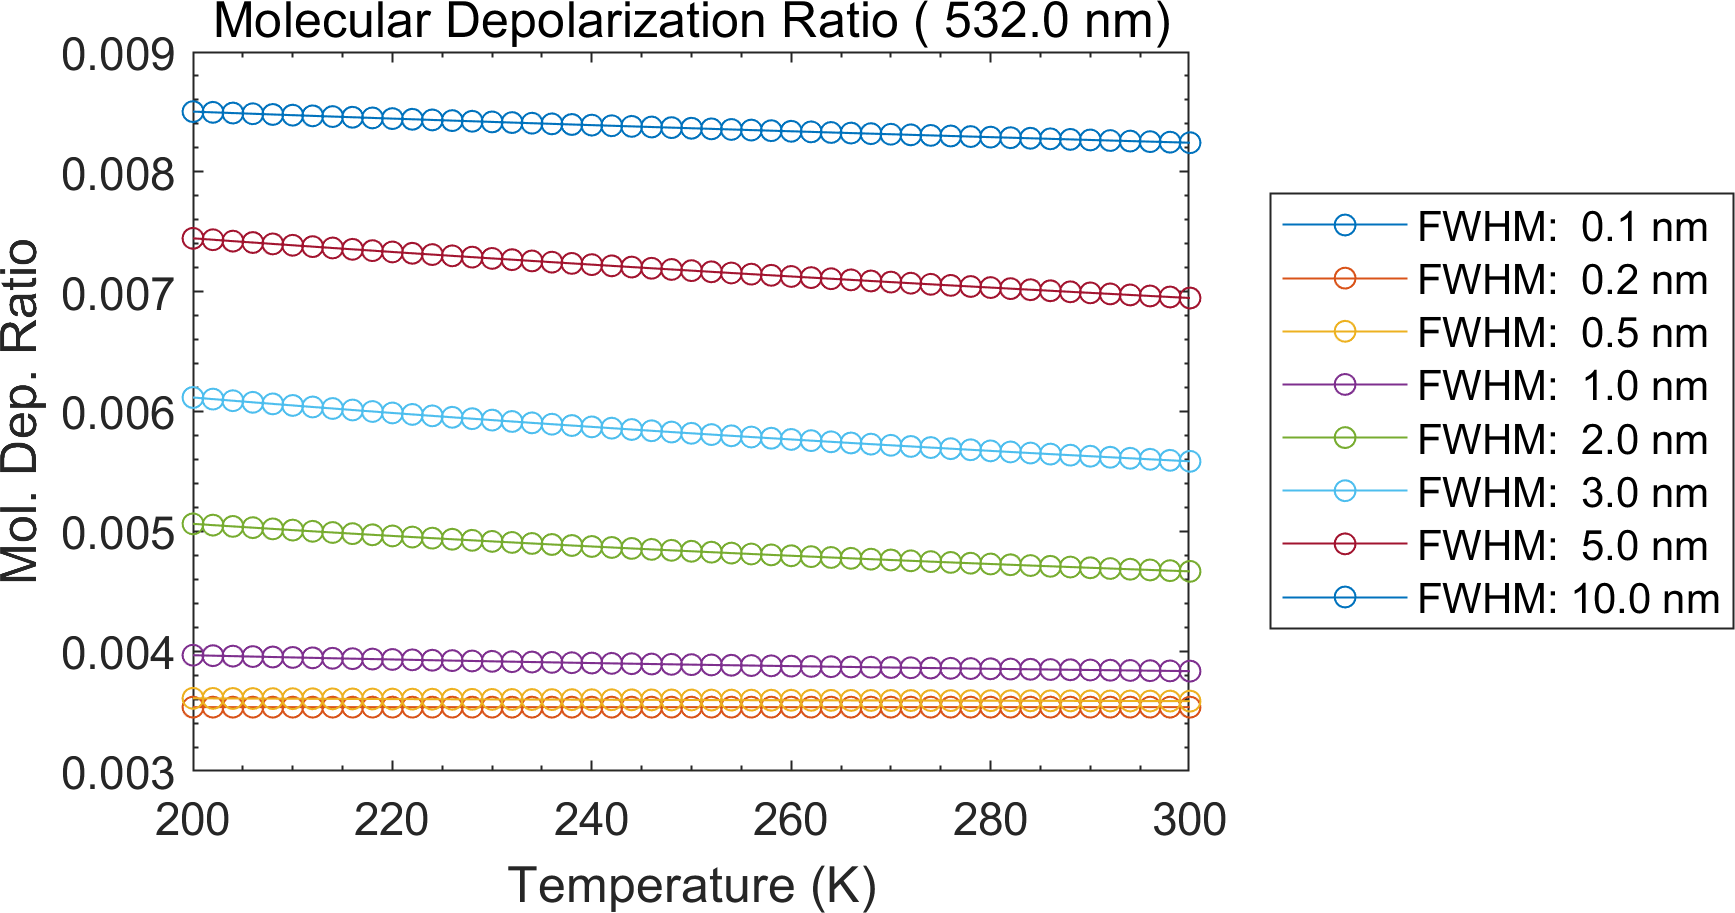 Molecular Depolarization Ratio ( 532.0 nm)
0.009
0.008
0.007
0.006
0.005
0.004
0.003
Mol. Dep. Ratio
200 220 240 260 280 300
Temperature (K)
FWHM: 0.1 nm
FWHM: 0.2 nm
FWHM: 0.5 nm
FWHM: 1.0 nm
FWHM: 2.0 nm
FWHM: 3.0 nm
FWHM: 5.0 nm
FWHM: 10.0 nm